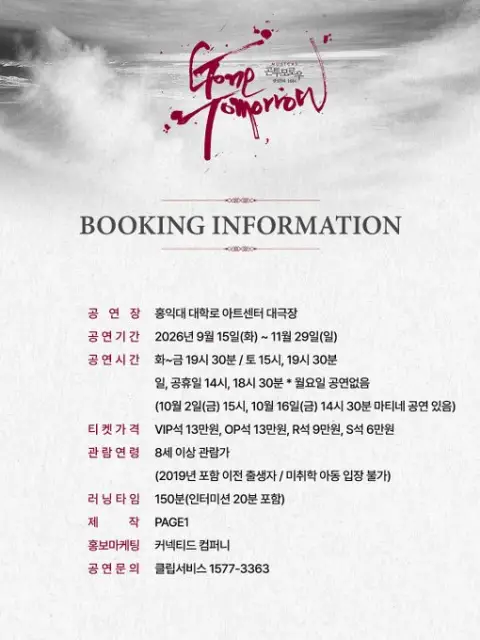 Gone
MUSICAL
곤투모로우
Tomorrow
BOOKING INFORMATION
공 연 장 홍익대 대학로 아트센터 대극장
공연기간 2026년 9월 15일(화) ~ 11월 29일(일)
공연시간 화~금 19시 30분 / 토 15시, 19시 30분
일, 공휴일 14시, 18시 30분 * 월요일 공연없음
(10월 2일(금) 15시, 10월 16일(금) 14시 30분 마티네 공연 있음)
티켓가격 VIP석 13만원, OP석 13만원, R석 9만원, S석 6만원
관람연령 8세 이상 관람가
(2019년 포함 이전 출생자 / 미취학 아동 입장 불가)
러닝타임 150분(인터미션 20분 포함)
제 작 PAGE1
홍보마케팅 커넥티드 컴퍼니
공연문의 클립서비스 1577-3363